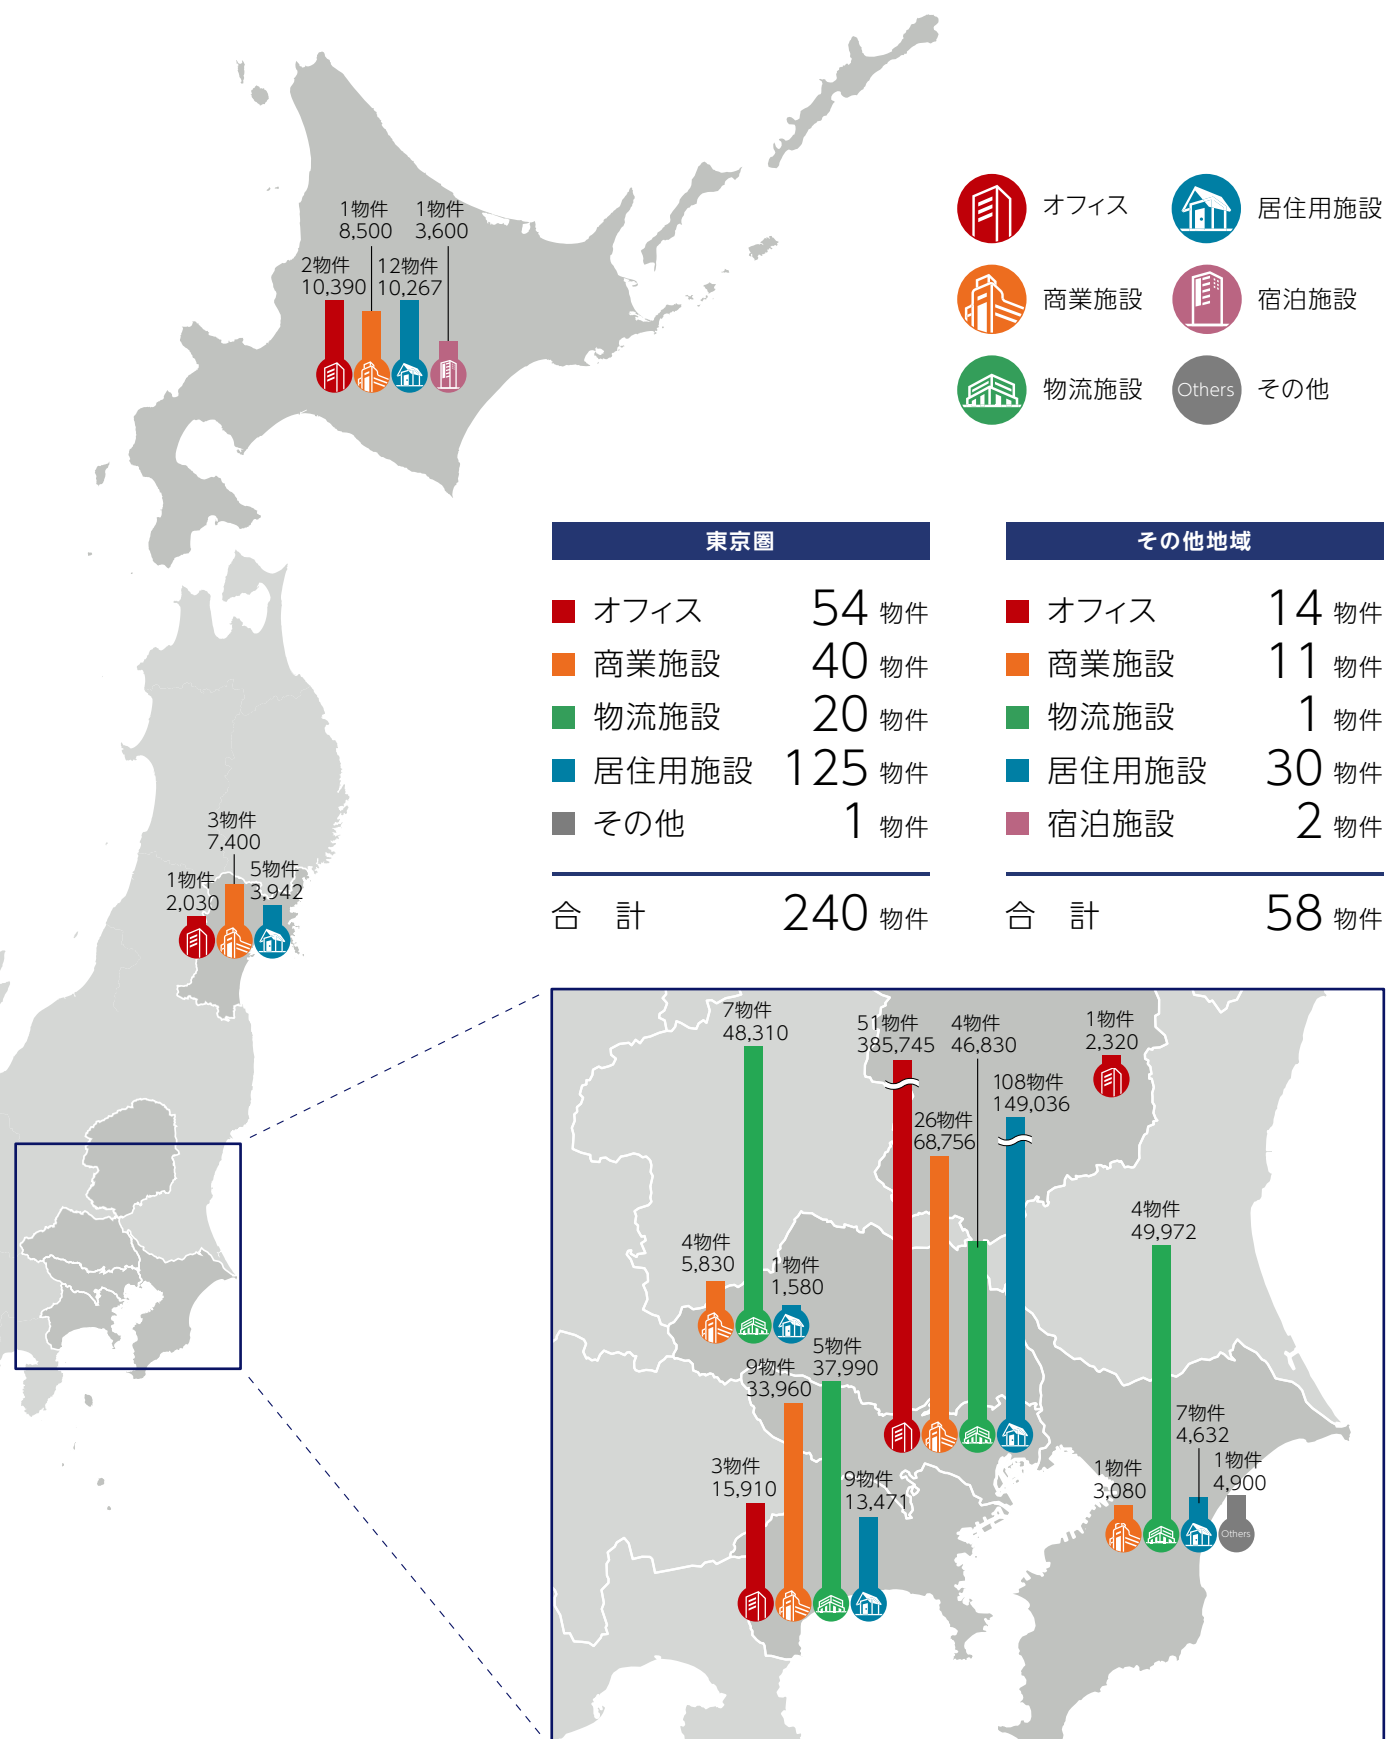 オフィス
居住用施設
商業施設
宿泊施設
物流施設
Others
その他
1物件
8,500
1物件
3,600
2物件
10,390
12物件
10,267
東京圏
オフィス 54 物件
商業施設 40 物件
物流施設 20 物件
居住用施設 125 物件
その他 1 物件
合 計 240 物件
その他地域
オフィス 14 物件
商業施設 11 物件
物流施設 1 物件
居住用施設 30 物件
宿泊施設 2 物件
合 計 58 物件
3物件
7,400
1物件
2,030
5物件
3,942
7物件
48,310
51物件
385,745
4物件
46,830
1物件
2,320
108物件
149,036
26物件
68,756
4物件
5,830
1物件
1,580
4物件
49,972
5物件
37,990
9物件
33,960
3物件
15,910
9物件
13,471
7物件
4,632
1物件
3,080
1物件
4,900
Others